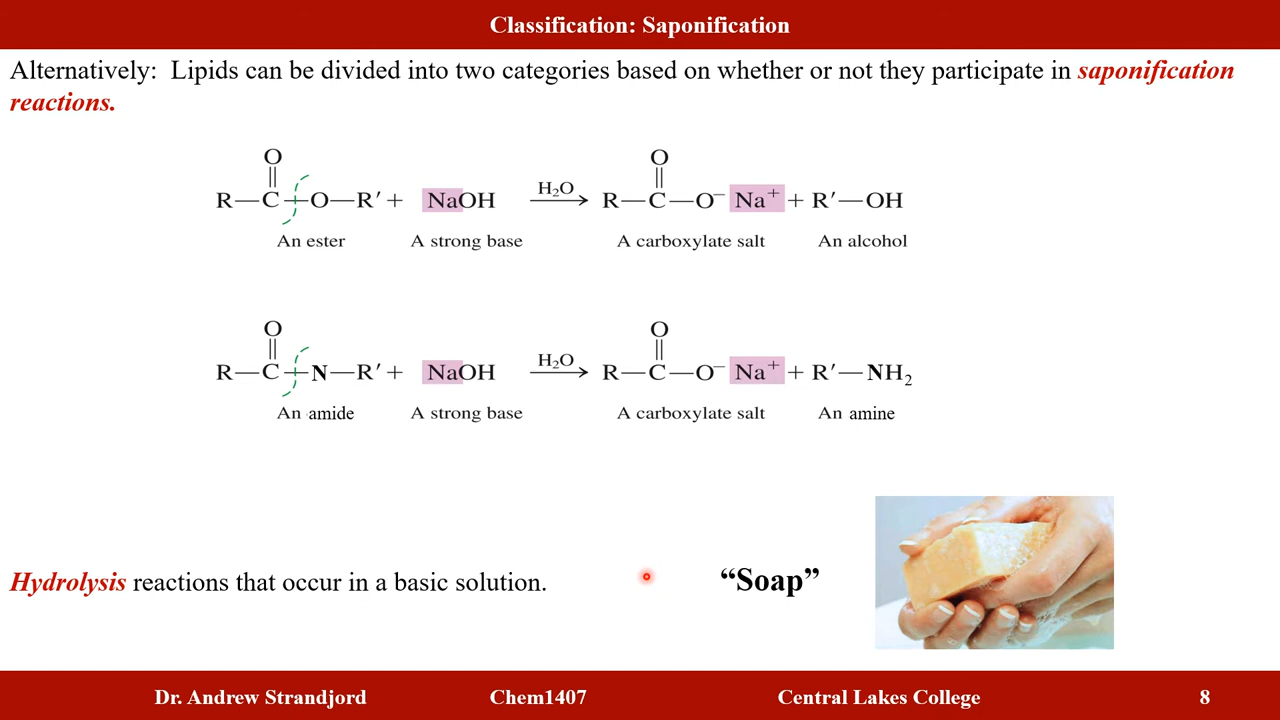 Classification: Saponification
Alternatively: Lipids can be divided into two categories based on whether or not they participate in saponification
reactions.
O O
R—C—O—R′ + NaOH H₂O R—C—O⁻ Na⁺ + R′—OH
An ester A strong base A carboxylate salt An alcohol
O O
R—C—N—R′ + NaOH H₂O R—C—O⁻ Na⁺ + R′—NH₂
An amide A strong base A carboxylate salt An amine
Hydrolysis reactions that occur in a basic solution. “Soap”
Dr. Andrew Strandjord Chem1407 Central Lakes College 8